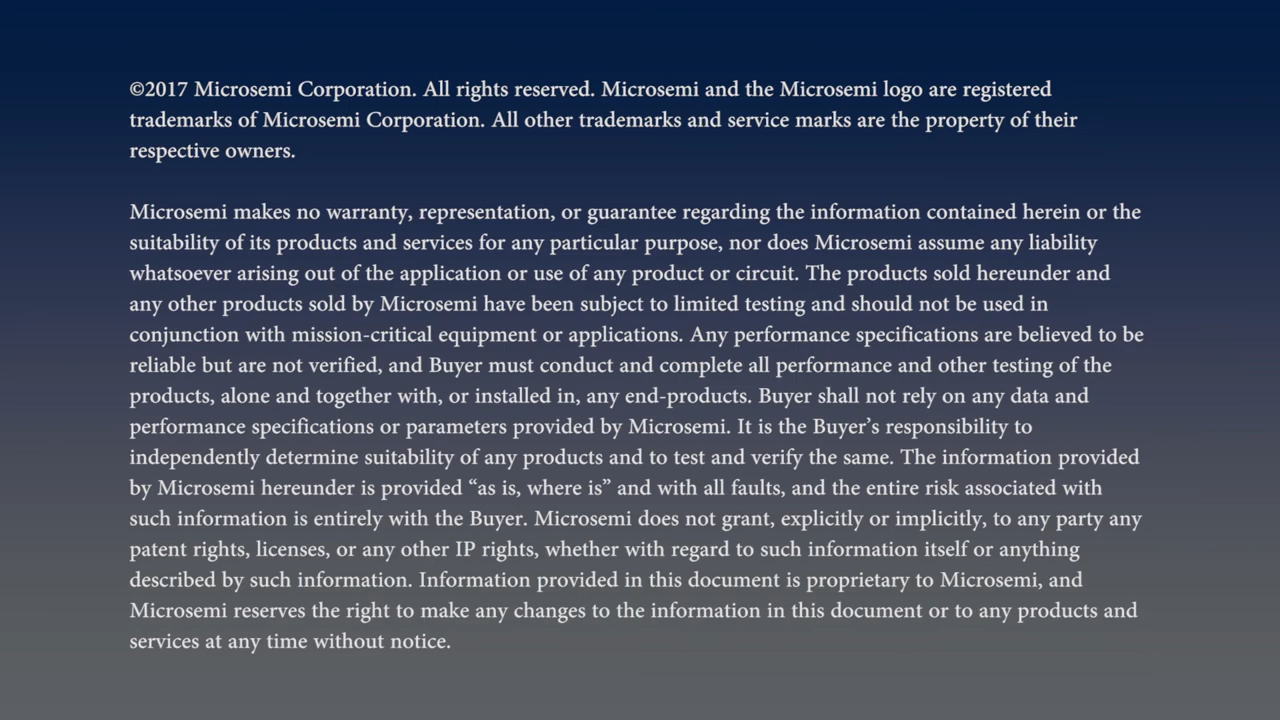 ©2017 Microsemi Corporation. All rights reserved. Microsemi and the Microsemi logo are registered
trademarks of Microsemi Corporation. All other trademarks and service marks are the property of their
respective owners.
Microsemi makes no warranty, representation, or guarantee regarding the information contained herein or the
suitability of its products and services for any particular purpose, nor does Microsemi assume any liability
whatsoever arising out of the application or use of any product or circuit. The products sold hereunder and
any other products sold by Microsemi have been subject to limited testing and should not be used in
conjunction with mission-critical equipment or applications. Any performance specifications are believed to be
reliable but are not verified, and Buyer must conduct and complete all performance and other testing of the
products, alone and together with, or installed in, any end-products. Buyer shall not rely on any data and
performance specifications or parameters provided by Microsemi. It is the Buyer’s responsibility to
independently determine suitability of any products and to test and verify the same. The information provided
by Microsemi hereunder is provided “as is, where is” and with all faults, and the entire risk associated with
such information is entirely with the Buyer. Microsemi does not grant, explicitly or implicitly, to any party any
patent rights, licenses, or any other IP rights, whether with regard to such information itself or anything
described by such information. Information provided in this document is proprietary to Microsemi, and
Microsemi reserves the right to make any changes to the information in this document or to any products and
services at any time without notice.